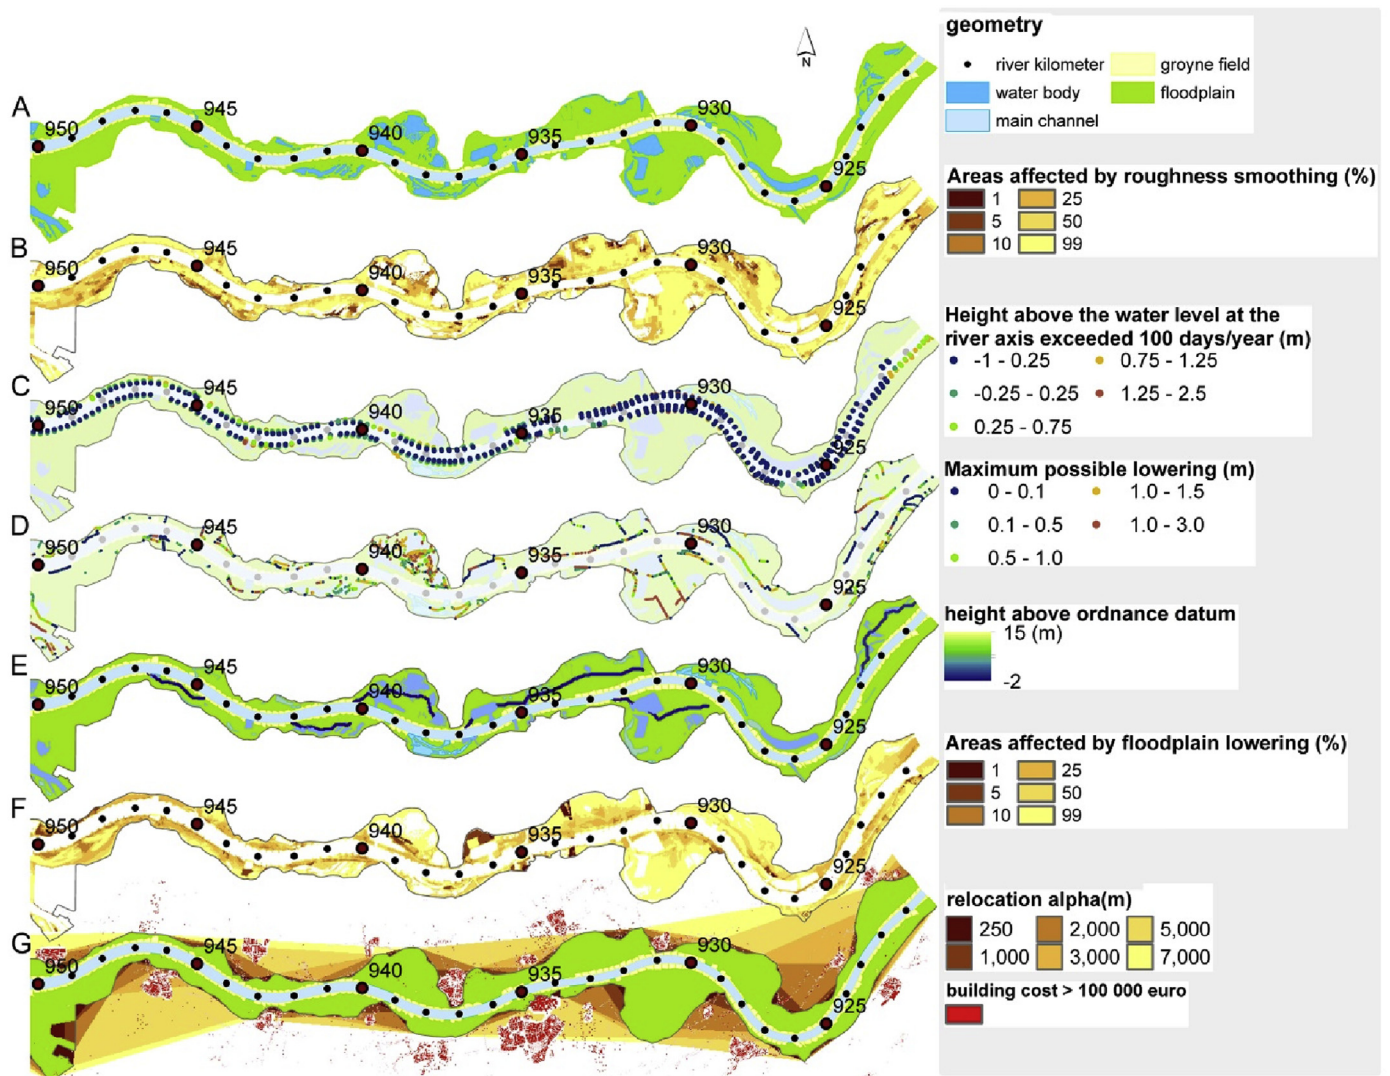 A
950
945
940
935
930
925
N
B
950
945
940
935
930
925
C
950
945
940
935
930
925
D
950
945
940
935
930
925
E
950
945
940
935
930
925
F
950
945
940
935
930
925
G
950
945
940
935
930
925
geometry
river kilometer groyne field
water body floodplain
main channel
Areas affected by roughness smoothing (%)
1 25
5 50
10 99
Height above the water level at the
river axis exceeded 100 days/year (m)
-1 - 0.25 0.75 - 1.25
-0.25 - 0.25 1.25 - 2.5
0.25 - 0.75
Maximum possible lowering (m)
0 - 0.1 1.0 - 1.5
0.1 - 0.5 1.0 - 3.0
0.5 - 1.0
height above ordnance datum
15 (m)
-2
Areas affected by floodplain lowering (%)
1 25
5 50
10 99
relocation alpha(m)
250 2,000 5,000
1,000 3,000 7,000
building cost > 100 000 euro